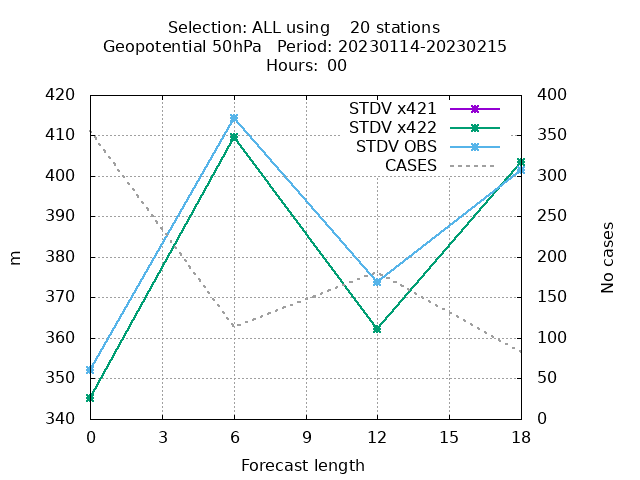 Selection: ALL using    20 stations
Geopotential 50hPa   Period: 20230114-20230215
Hours:  00
STDV x421
STDV x422
STDV OBS
CASES
420
410
400
390
380
370
360
350
340
400
350
300
250
200
150
100
50
0
m
No cases
0 3 6 9 12 15 18
Forecast length